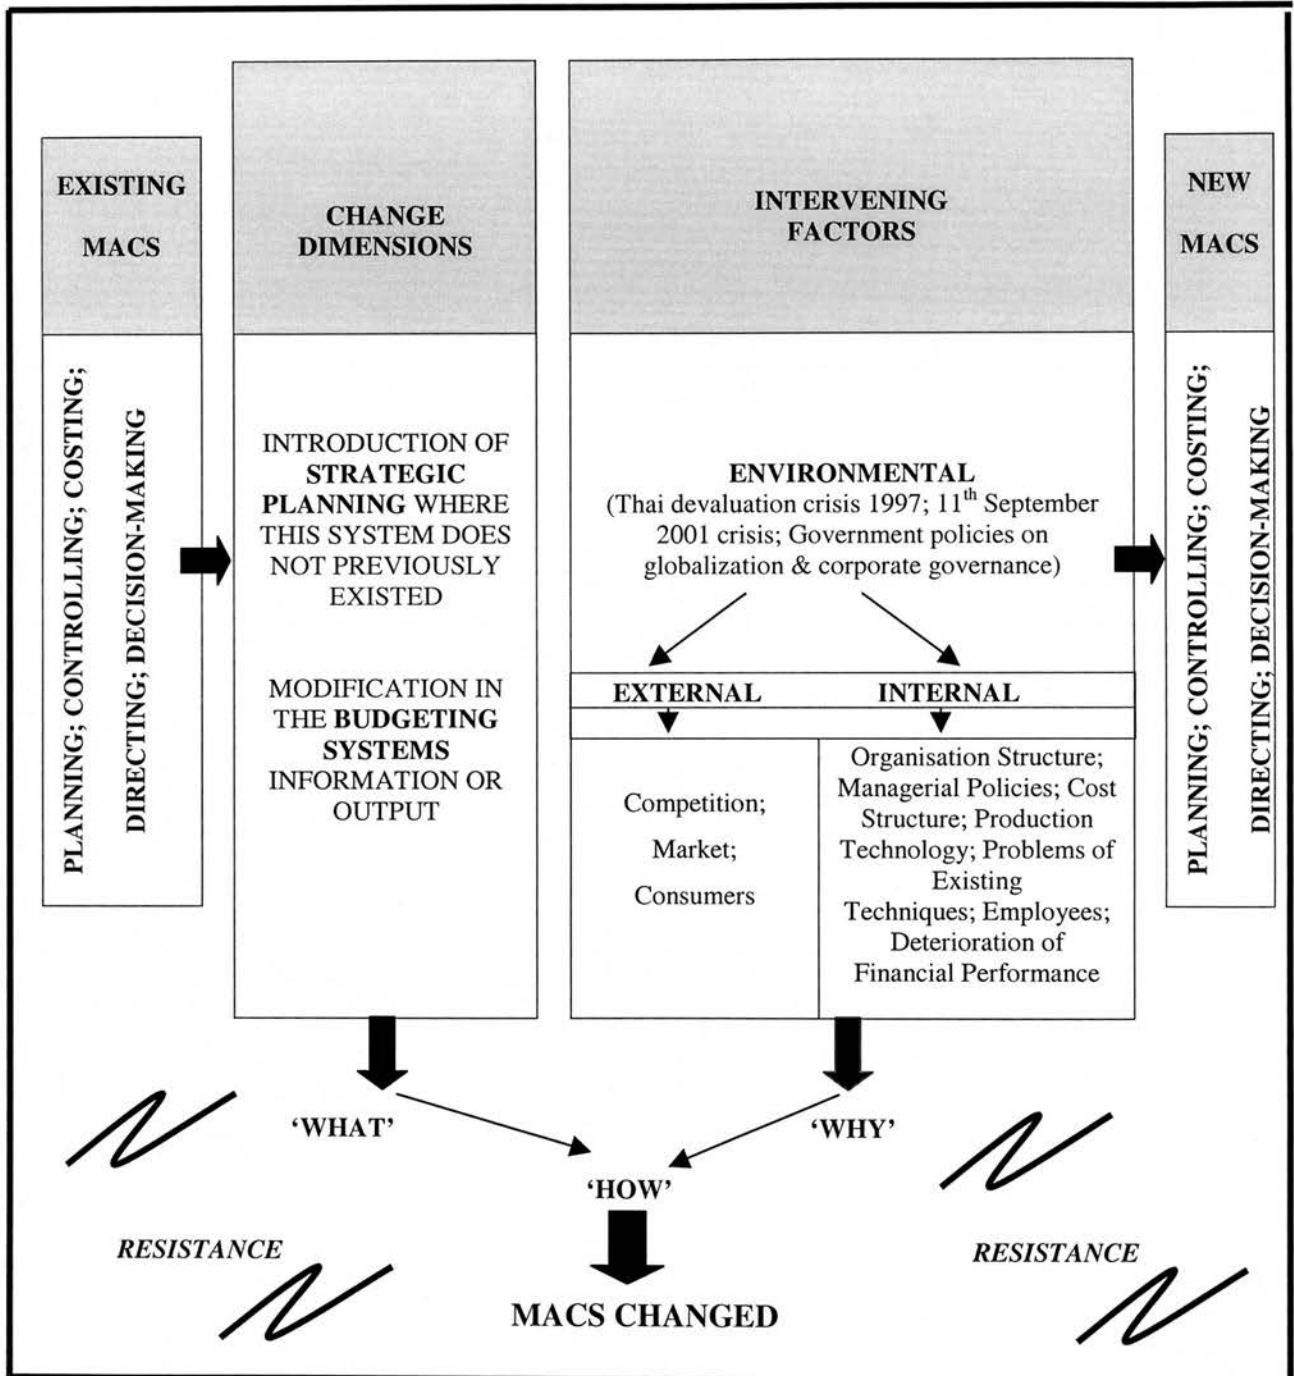 EXISTING
MACS
PLANNING; CONTROLLING; COSTING;
DIRECTING; DECISION-MAKING
CHANGE
DIMENSIONS
INTRODUCTION OF
STRATEGIC
PLANNING WHERE
THIS SYSTEM DOES
NOT PREVIOUSLY
EXISTED
MODIFICATION IN
THE BUDGETING
SYSTEMS
INFORMATION OR
OUTPUT
INTERVENING
FACTORS
ENVIRONMENTAL
(Thai devaluation crisis 1997; 11th September
2001 crisis; Government policies on
globalization & corporate governance)
EXTERNAL
INTERNAL
Competition;
Market;
Consumers
Organisation Structure;
Managerial Policies; Cost
Structure; Production
Technology; Problems of
Existing
Techniques; Employees;
Deterioration of
Financial Performance
NEW
MACS
PLANNING; CONTROLLING; COSTING;
DIRECTING; DECISION-MAKING
‘WHAT’
‘WHY’
‘HOW’
RESISTANCE
RESISTANCE
MACS CHANGED